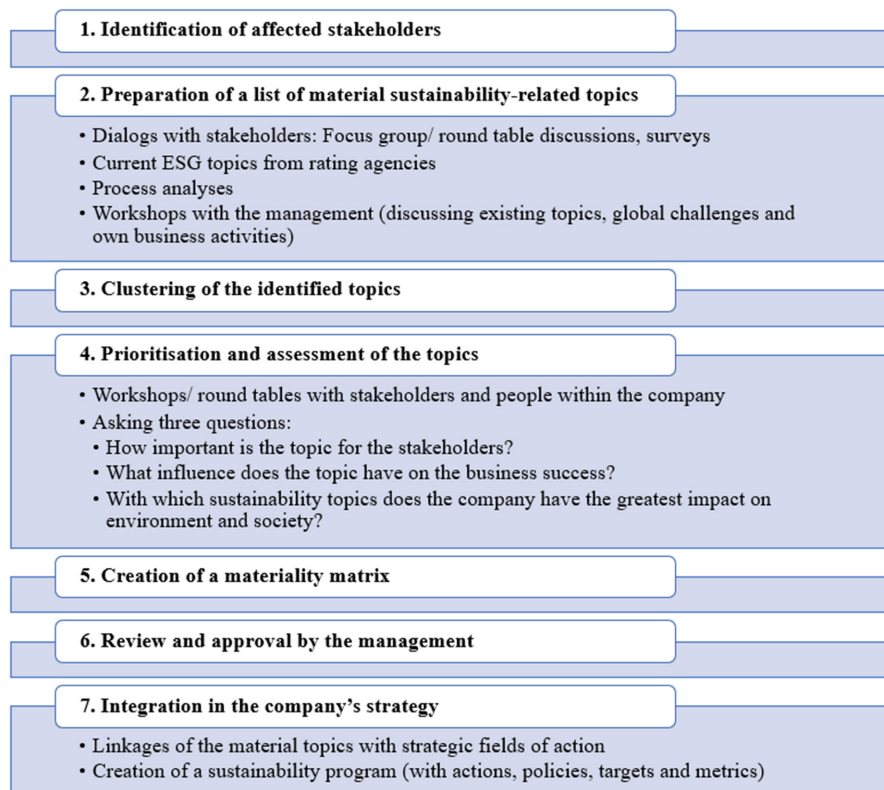 1. Identification of affected stakeholders
2. Preparation of a list of material sustainability-related topics
• Dialogs with stakeholders: Focus group/ round table discussions, surveys
• Current ESG topics from rating agencies
• Process analyses
• Workshops with the management (discussing existing topics, global challenges and
own business activities)
3. Clustering of the identified topics
4. Prioritisation and assessment of the topics
• Workshops/ round tables with stakeholders and people within the company
• Asking three questions:
• How important is the topic for the stakeholders?
• What influence does the topic have on the business success?
• With which sustainability topics does the company have the greatest impact on
environment and society?
5. Creation of a materiality matrix
6. Review and approval by the management
7. Integration in the company’s strategy
• Linkages of the material topics with strategic fields of action
• Creation of a sustainability program (with actions, policies, targets and metrics)